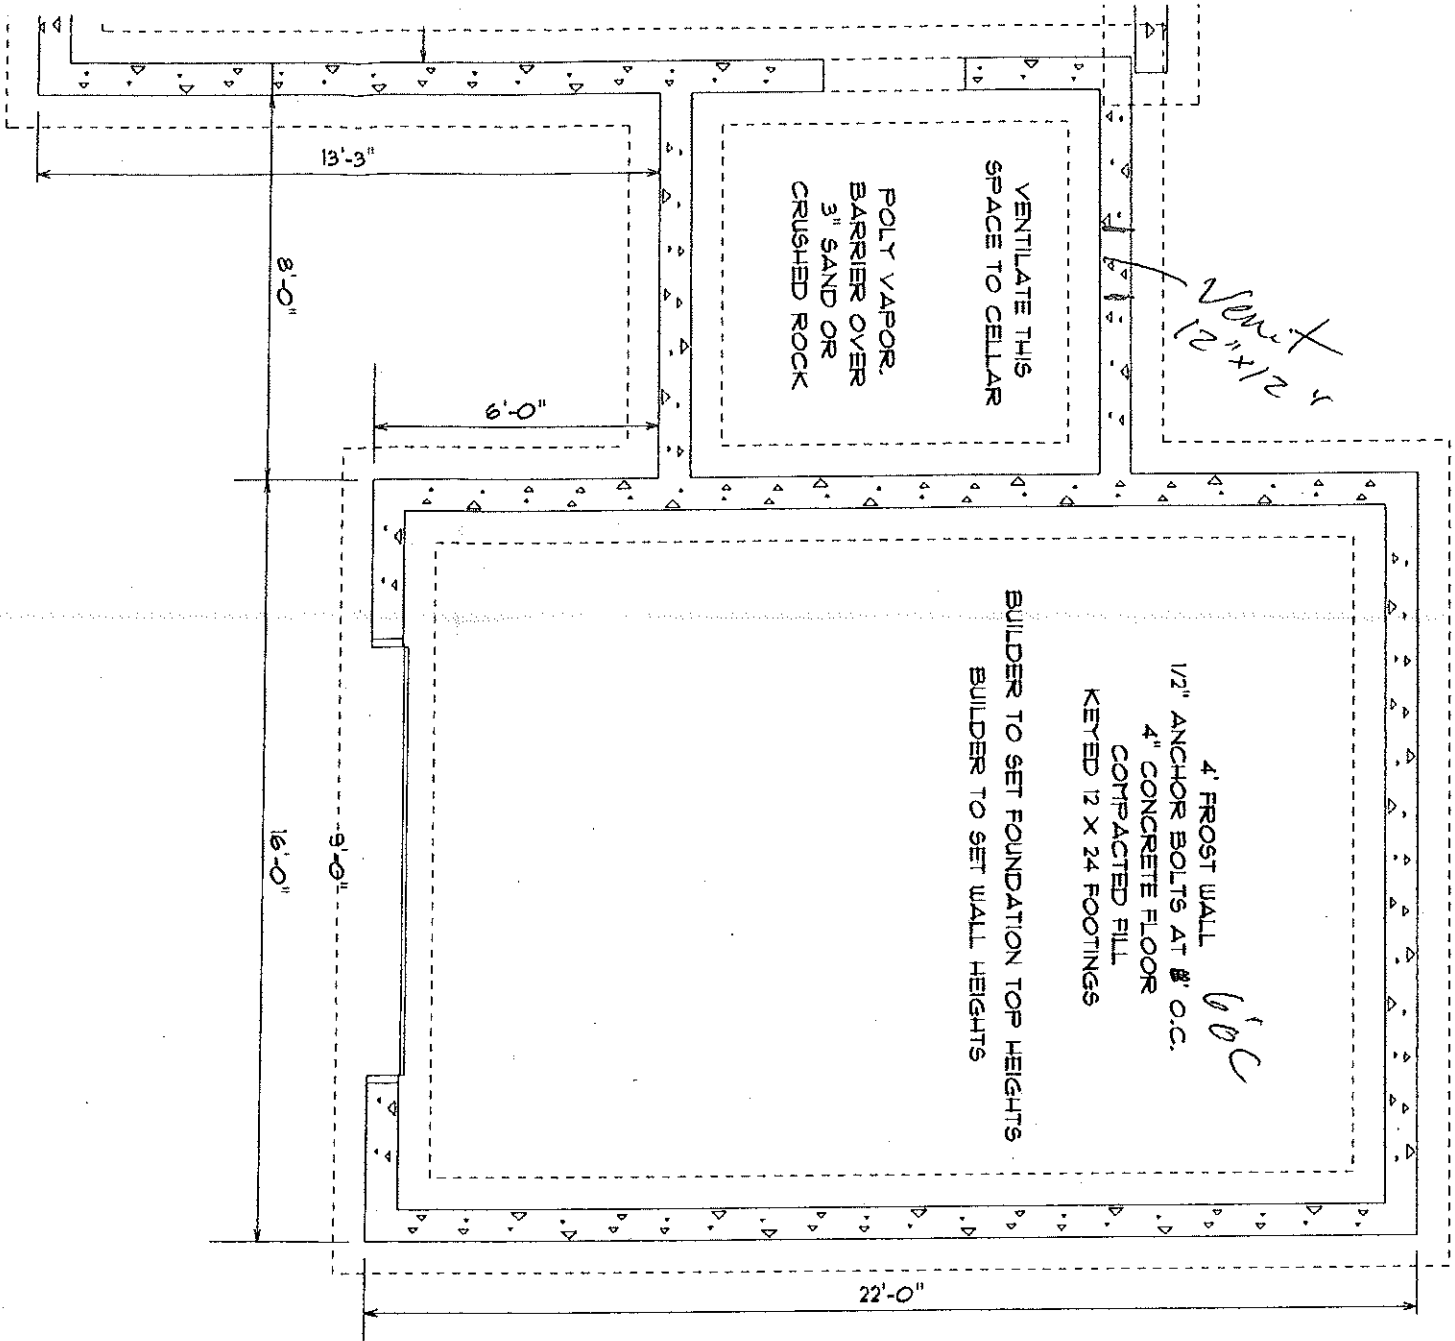 VENTILATE THIS
SPACE TO CELLAR
POLY VAPOR
BARRIER OVER
3" SAND OR
CRUSHED ROCK
Vent
12"x12"
13'-3"
8'-0"
6'-0"
4' FROST WALL
1/2" ANCHOR BOLTS AT 8' O.C.
6'OC
4" CONCRETE FLOOR
COMPACTED FILL
KEYED 12 X 24 FOOTINGS
BUILDER TO SET FOUNDATION TOP HEIGHTS
BUILDER TO SET WALL HEIGHTS
9'-0"
16'-0"
22'-0"